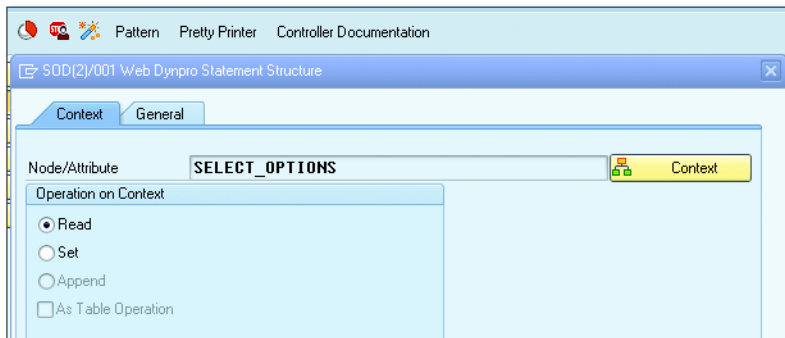 Pattern Pretty Printer Controller Documentation
SOD(2)/001 Web Dynpro Statement Structure
Context General
Node/Attribute SELECT_OPTIONS Context
Operation on Context
Read
Set
Append
As Table Operation